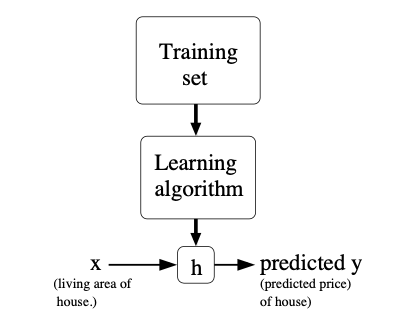 Training
set
Learning
algorithm
x
h
predicted y
(living area of
house.)
(predicted price)
of house)